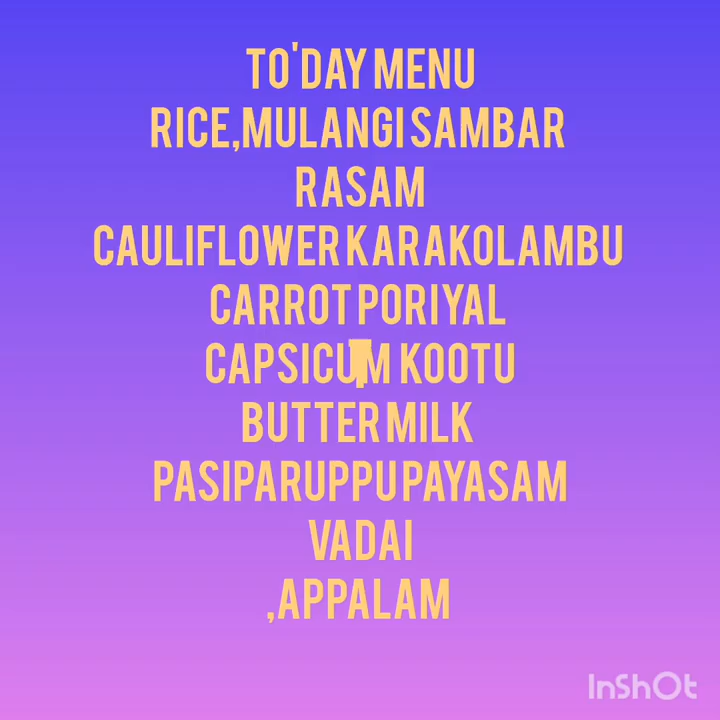 TO'DAY MENU
RICE,MULANGI SAMBAR
RASAM
CAULIFLOWER KARAKOLAMBU
CARROT PORIYAL
CAPSICUM KOOTU
BUTTER MILK
PASIPARUPPU PAYASAM
VADAI
,APPALAM
InShOt